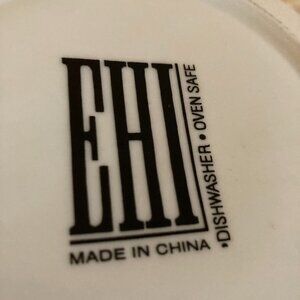 EHI
MADE IN CHINA
•DISHWASHER • OVEN SAFE